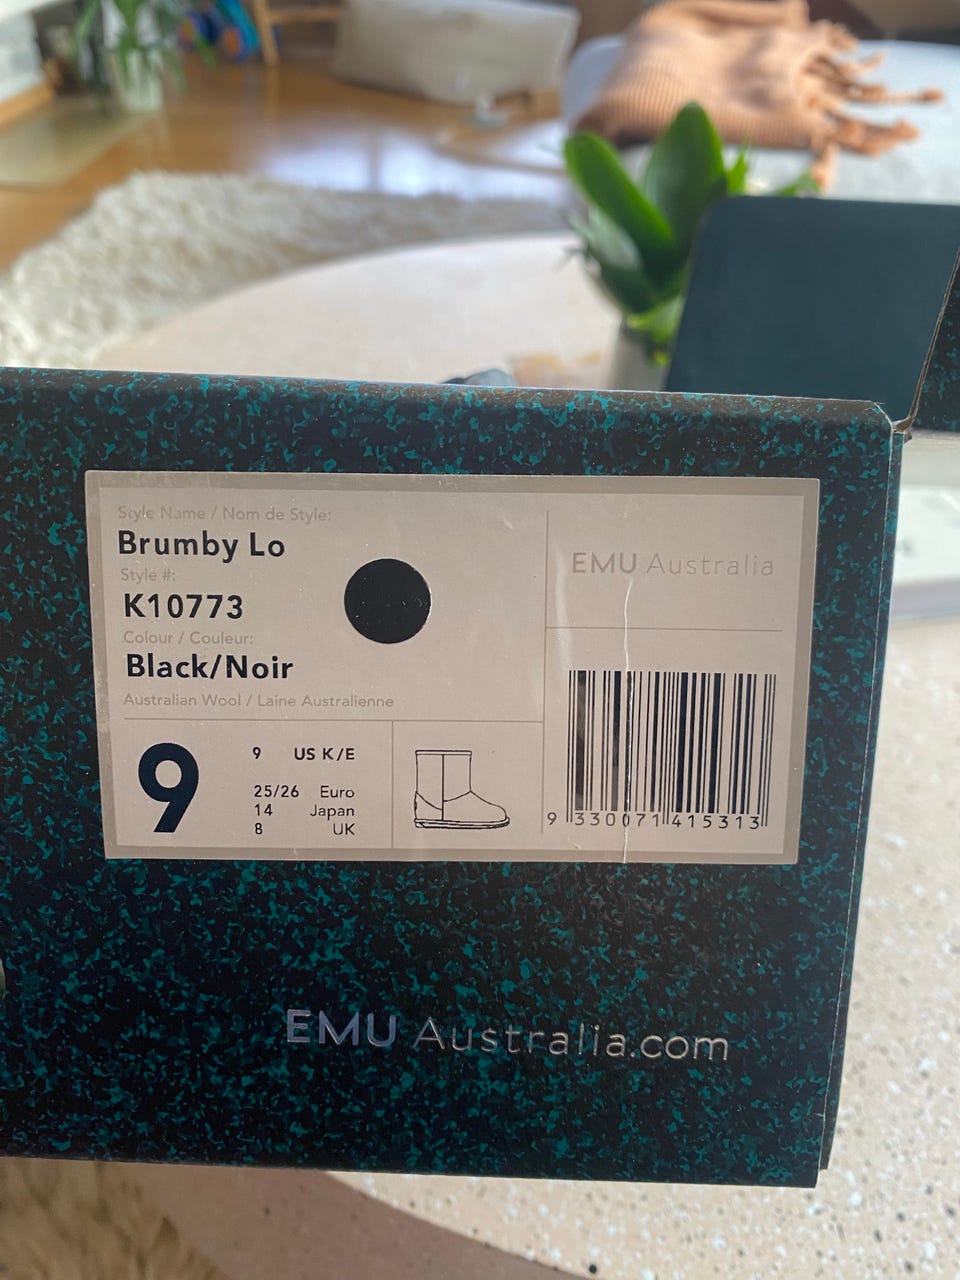 Style Name / Nom de Style:
Brumby Lo
Style #:
K10773
Colour / Couleur:
Black/Noir
Australian Wool / Laine Australienne
9
9 US K/E
25/26 Euro
14 Japan
8 UK
EMU Australia
9 330071 415313
EMU Australia.com